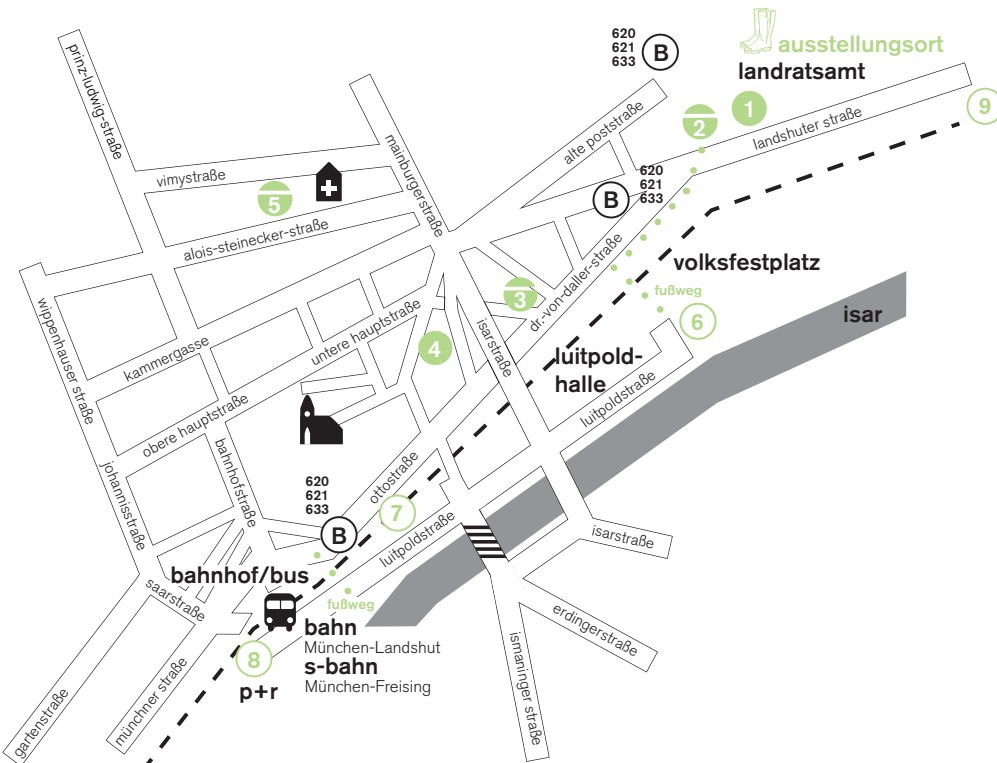 620
621
633
B
ausstellungsort
landratsamt
1
2
9
landshuter straße
alte poststraße
prinz-ludwig-straße
mainburgerstraße
vimystraße
5
alois-steinecker-straße
620
621
633
B
volksfestplatz
fußweg
6
isar
dr.-von-daller-straße
3
4
isarstraße
luitpold-
halle
luitpoldstraße
wippenhauser straße
kammergasse
untere hauptstraße
obere hauptstraße
bahnhofstraße
johannisstraße
620
621
633
B
ottostraße
7
luitpoldstraße
isarstraße
erdingerstraße
ismaninger straße
bahnhof/bus
saarstraße
fußweg
bahn
München-Landshut
s-bahn
München-Freising
8
p+r
münchner straße
gartenstraße